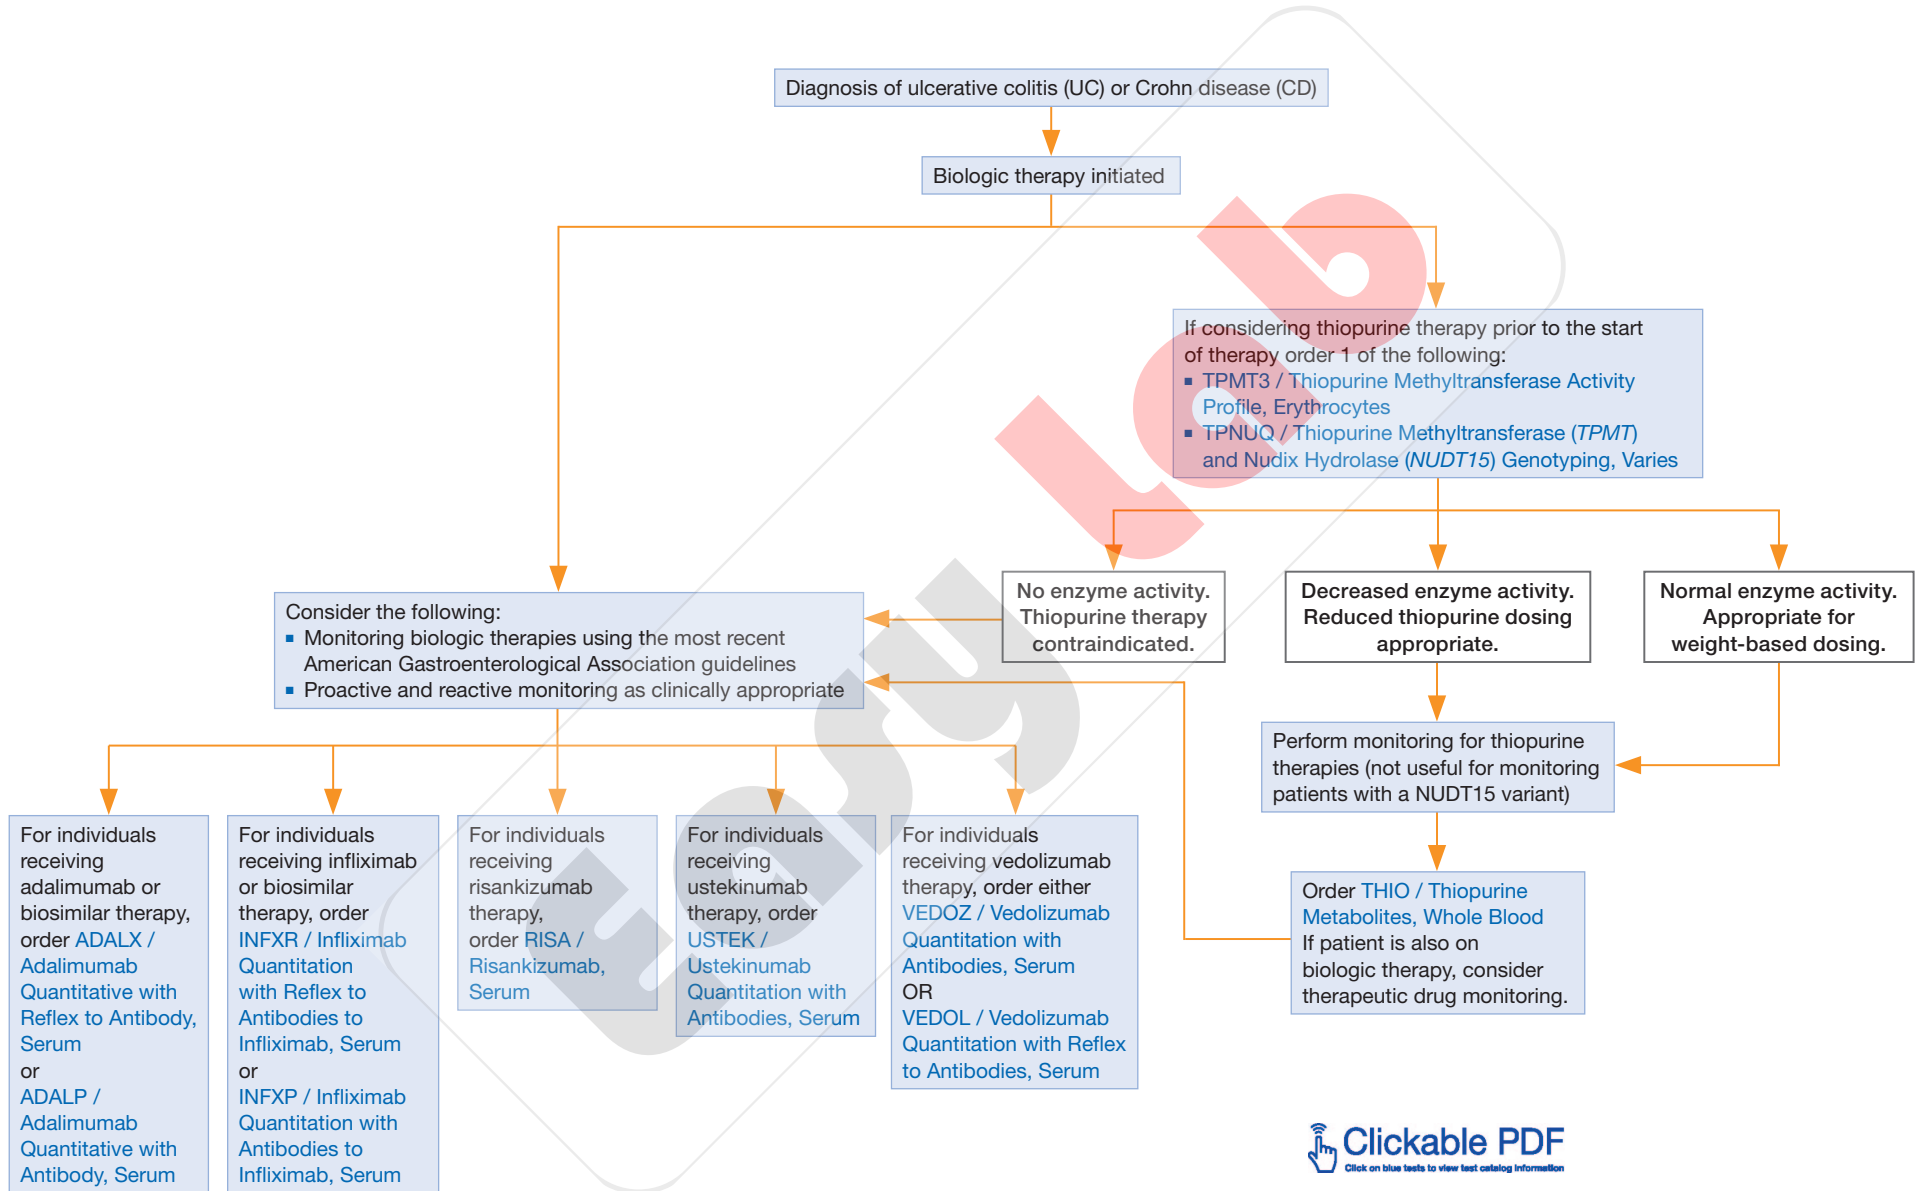 Diagnosis of ulcerative colitis (UC) or Crohn disease (CD)
Biologic therapy initiated
If considering thiopurine therapy prior to the start
of therapy order 1 of the following:
▪ TPMT3 / Thiopurine Methyltransferase Activity
Profile, Erythrocytes
▪ TPNUQ / Thiopurine Methyltransferase (TPMT)
and Nudix Hydrolase (NUDT15) Genotyping, Varies
No enzyme activity.
Thiopurine therapy
contraindicated.
Decreased enzyme activity.
Reduced thiopurine dosing
appropriate.
Normal enzyme activity.
Appropriate for
weight-based dosing.
Consider the following:
▪ Monitoring biologic therapies using the most recent
American Gastroenterological Association guidelines
▪ Proactive and reactive monitoring as clinically appropriate
Perform monitoring for thiopurine
therapies (not useful for monitoring
patients with a NUDT15 variant)
For individuals
receiving
adalimumab or
biosimilar therapy,
order ADALX /
Adalimumab
Quantitative with
Reflex to Antibody,
Serum
or
ADALP /
Adalimumab
Quantitative with
Antibody, Serum
For individuals
receiving infliximab
or biosimilar
therapy, order
INFXR / Infliximab
Quantitation
with Reflex to
Antibodies to
Infliximab, Serum
or
INFXP / Infliximab
Quantitation with
Antibodies to
Infliximab, Serum
For individuals
receiving
risankizumab
therapy,
order RISA /
Risankizumab,
Serum
For individuals
receiving
ustekinumab
therapy, order
USTEK /
Ustekinumab
Quantitation with
Antibodies, Serum
For individuals
receiving vedolizumab
therapy, order either
VEDOZ / Vedolizumab
Quantitation with
Antibodies, Serum
OR
VEDOL / Vedolizumab
Quantitation with Reflex
to Antibodies, Serum
Order THIO / Thiopurine
Metabolites, Whole Blood
If patient is also on
biologic therapy, consider
therapeutic drug monitoring.
Easy lab
Clickable PDF
Click on blue tests to view test catalog information